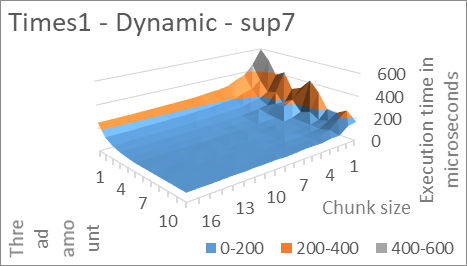 Times1 - Dynamic - sup7
600
400
200
0
Execution time in
microseconds
1
4
7
10
Thre
ad
amo
unt
16
13
10
7
4
1
Chunk size
0-200
200-400
400-600